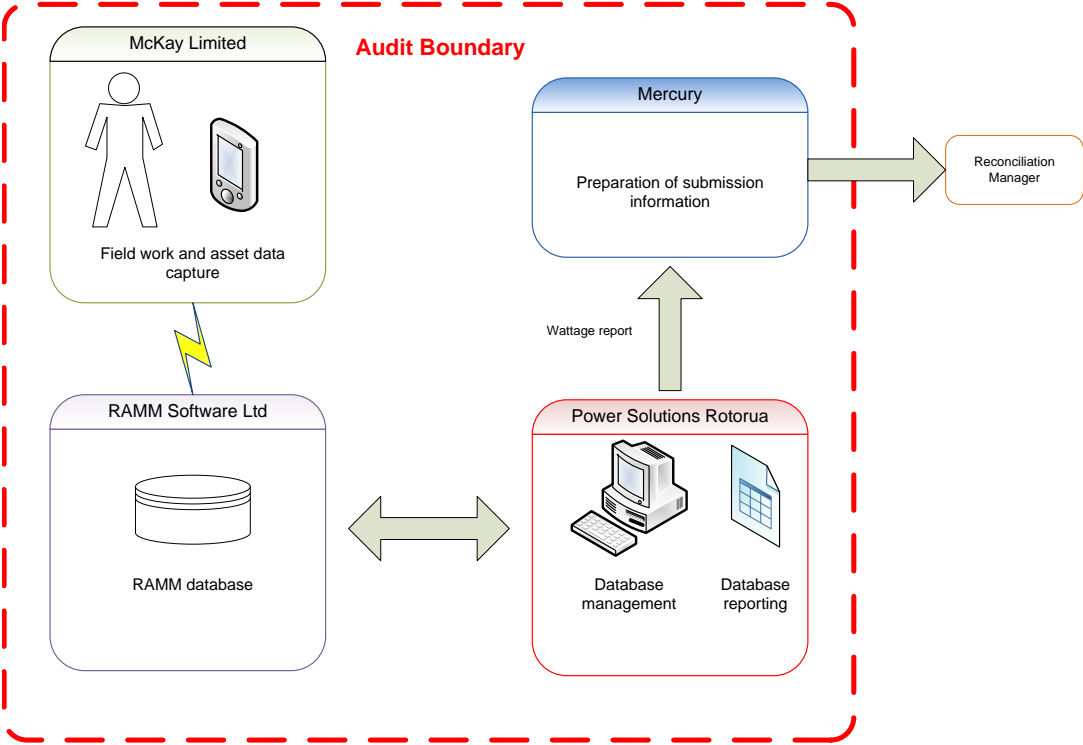 McKay Limited
Audit Boundary
Field work and asset data
capture
Mercury
Preparation of submission
information
Reconciliation
Manager
Wattage report
RAMM Software Ltd
RAMM database
Power Solutions Rotorua
Database
management
Database
reporting